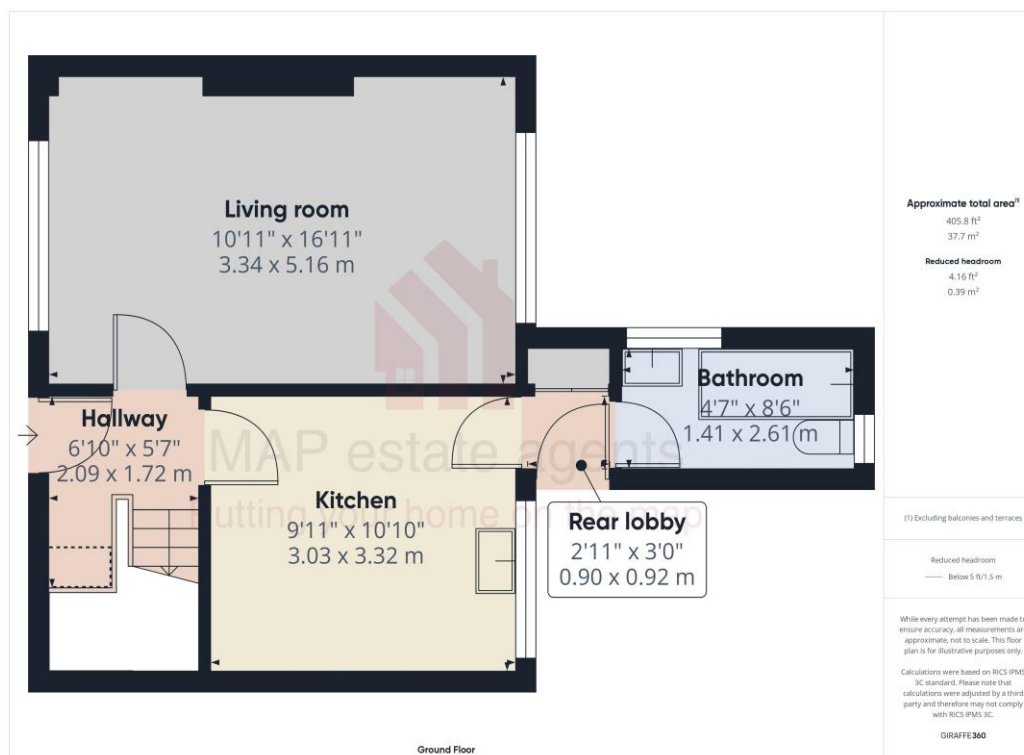 Living room
10'11" x 16'11"
3.34 x 5.16 m
Hallway
6'10" x 5'7"
2.09 x 1.72 m
Bathroom
4'7" x 8'6"
1.41 x 2.61 m
MAP estate agents
Putting your home on the map
Kitchen
9'11" x 10'10"
3.03 x 3.32 m
Rear lobby
2'11" x 3'0"
0.90 x 0.92 m
Ground Floor
Approximate total area(1)
405.8 ft²
37.7 m²
Reduced headroom
4.16 ft²
0.39 m²
(1) Excluding balconies and terraces
Reduced headroom
Below 5 ft/1.5 m
While every attempt has been made to
ensure accuracy, all measurements are
approximate, not to scale. This floor
plan is for illustrative purposes only.
Calculations were based on RICS IPMS
3C standard. Please note that
calculations were adjusted by a third
party and therefore may not comply
with RICS IPMS 3C.
GIRAFFE360